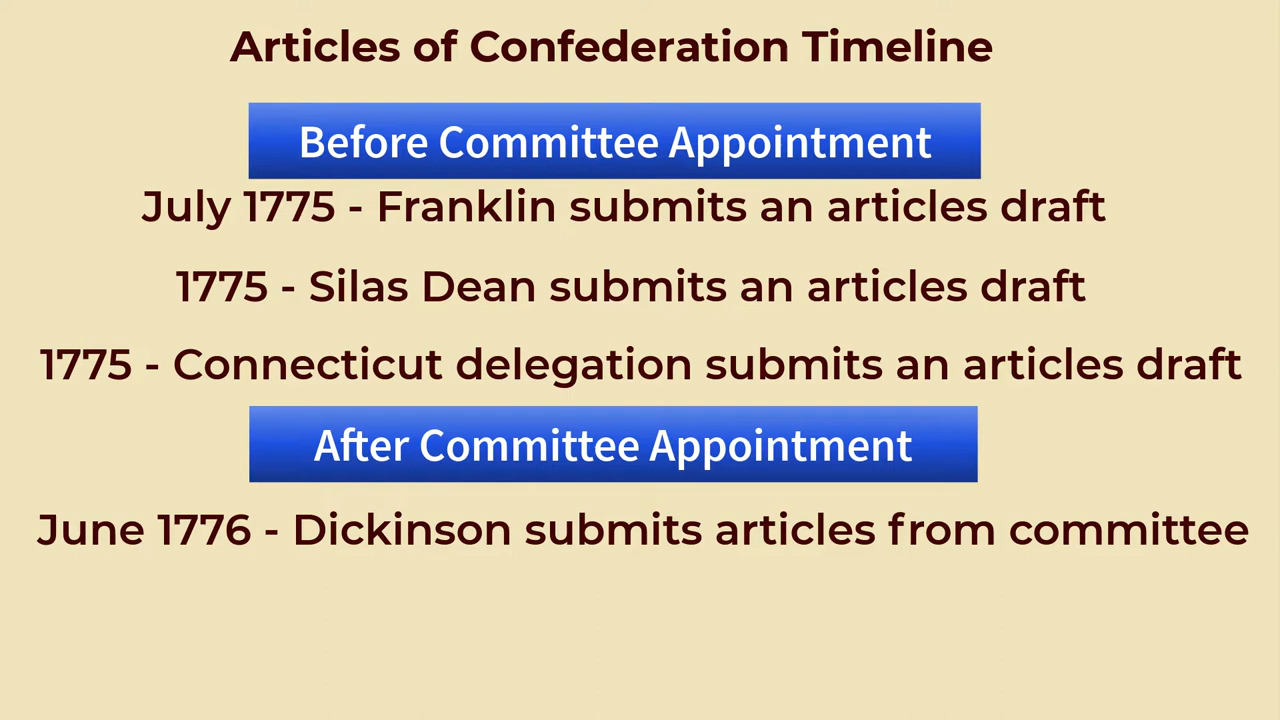 Articles of Confederation Timeline
Before Committee Appointment
July 1775 - Franklin submits an articles draft
1775 - Silas Dean submits an articles draft
1775 - Connecticut delegation submits an articles draft
After Committee Appointment
June 1776 - Dickinson submits articles from committee